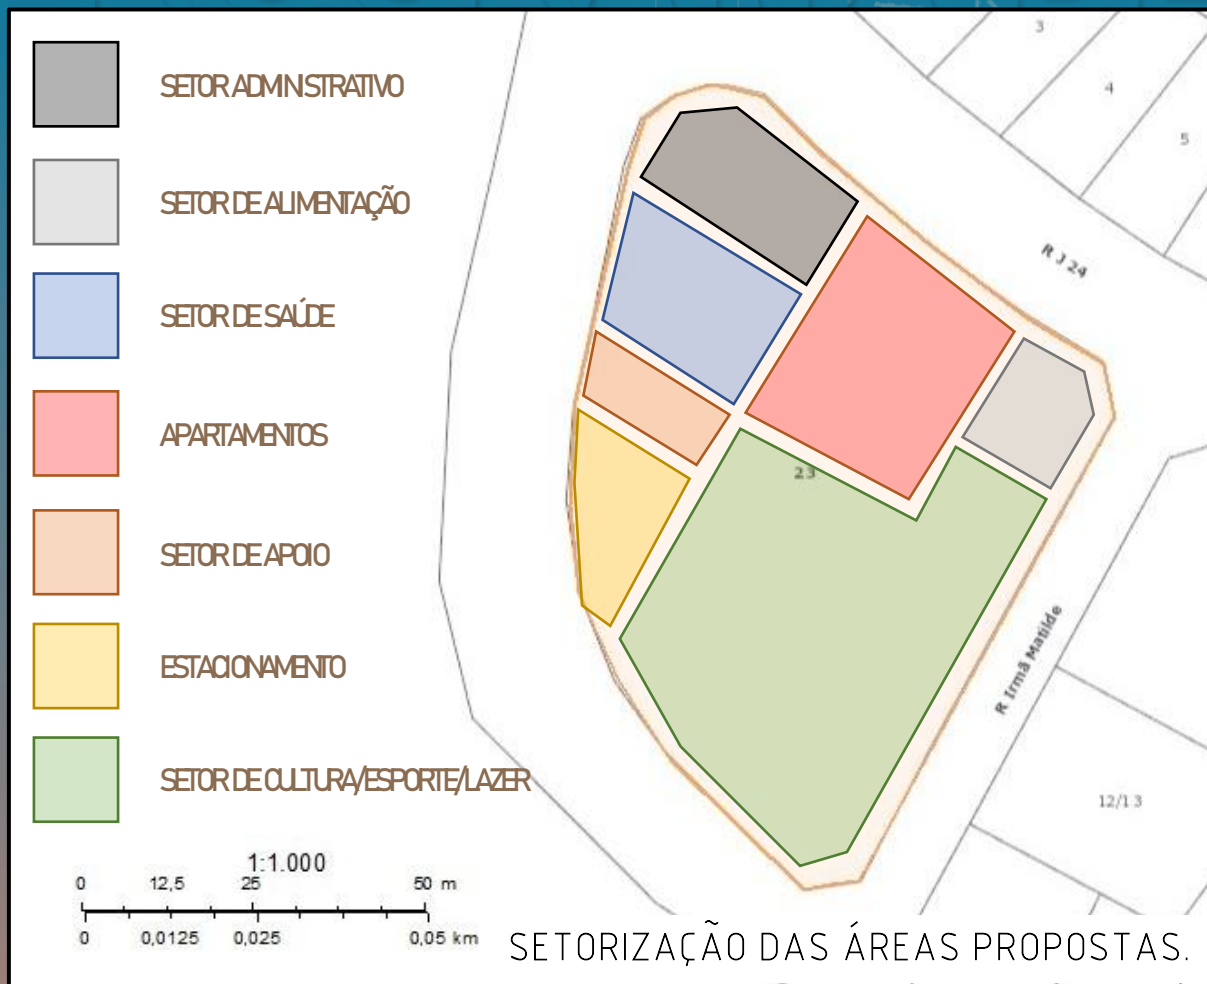 SETOR ADMINISTRATIVO
SETOR DE ALIMENTAÇÃO
SETOR DE SAÚDE
APARTAMENTOS
SETOR DE APOIO
ESTACIONAMENTO
SETOR DE CULTURA/ESPORTE/LAZER
3
4
5
R J 24
23
R Irmã Matilde
12/13
1:1.000
0 12,5 25 50 m
0 0,0125 0,025 0,05 km
SETORIZAÇÃO DAS ÁREAS PROPOSTAS.